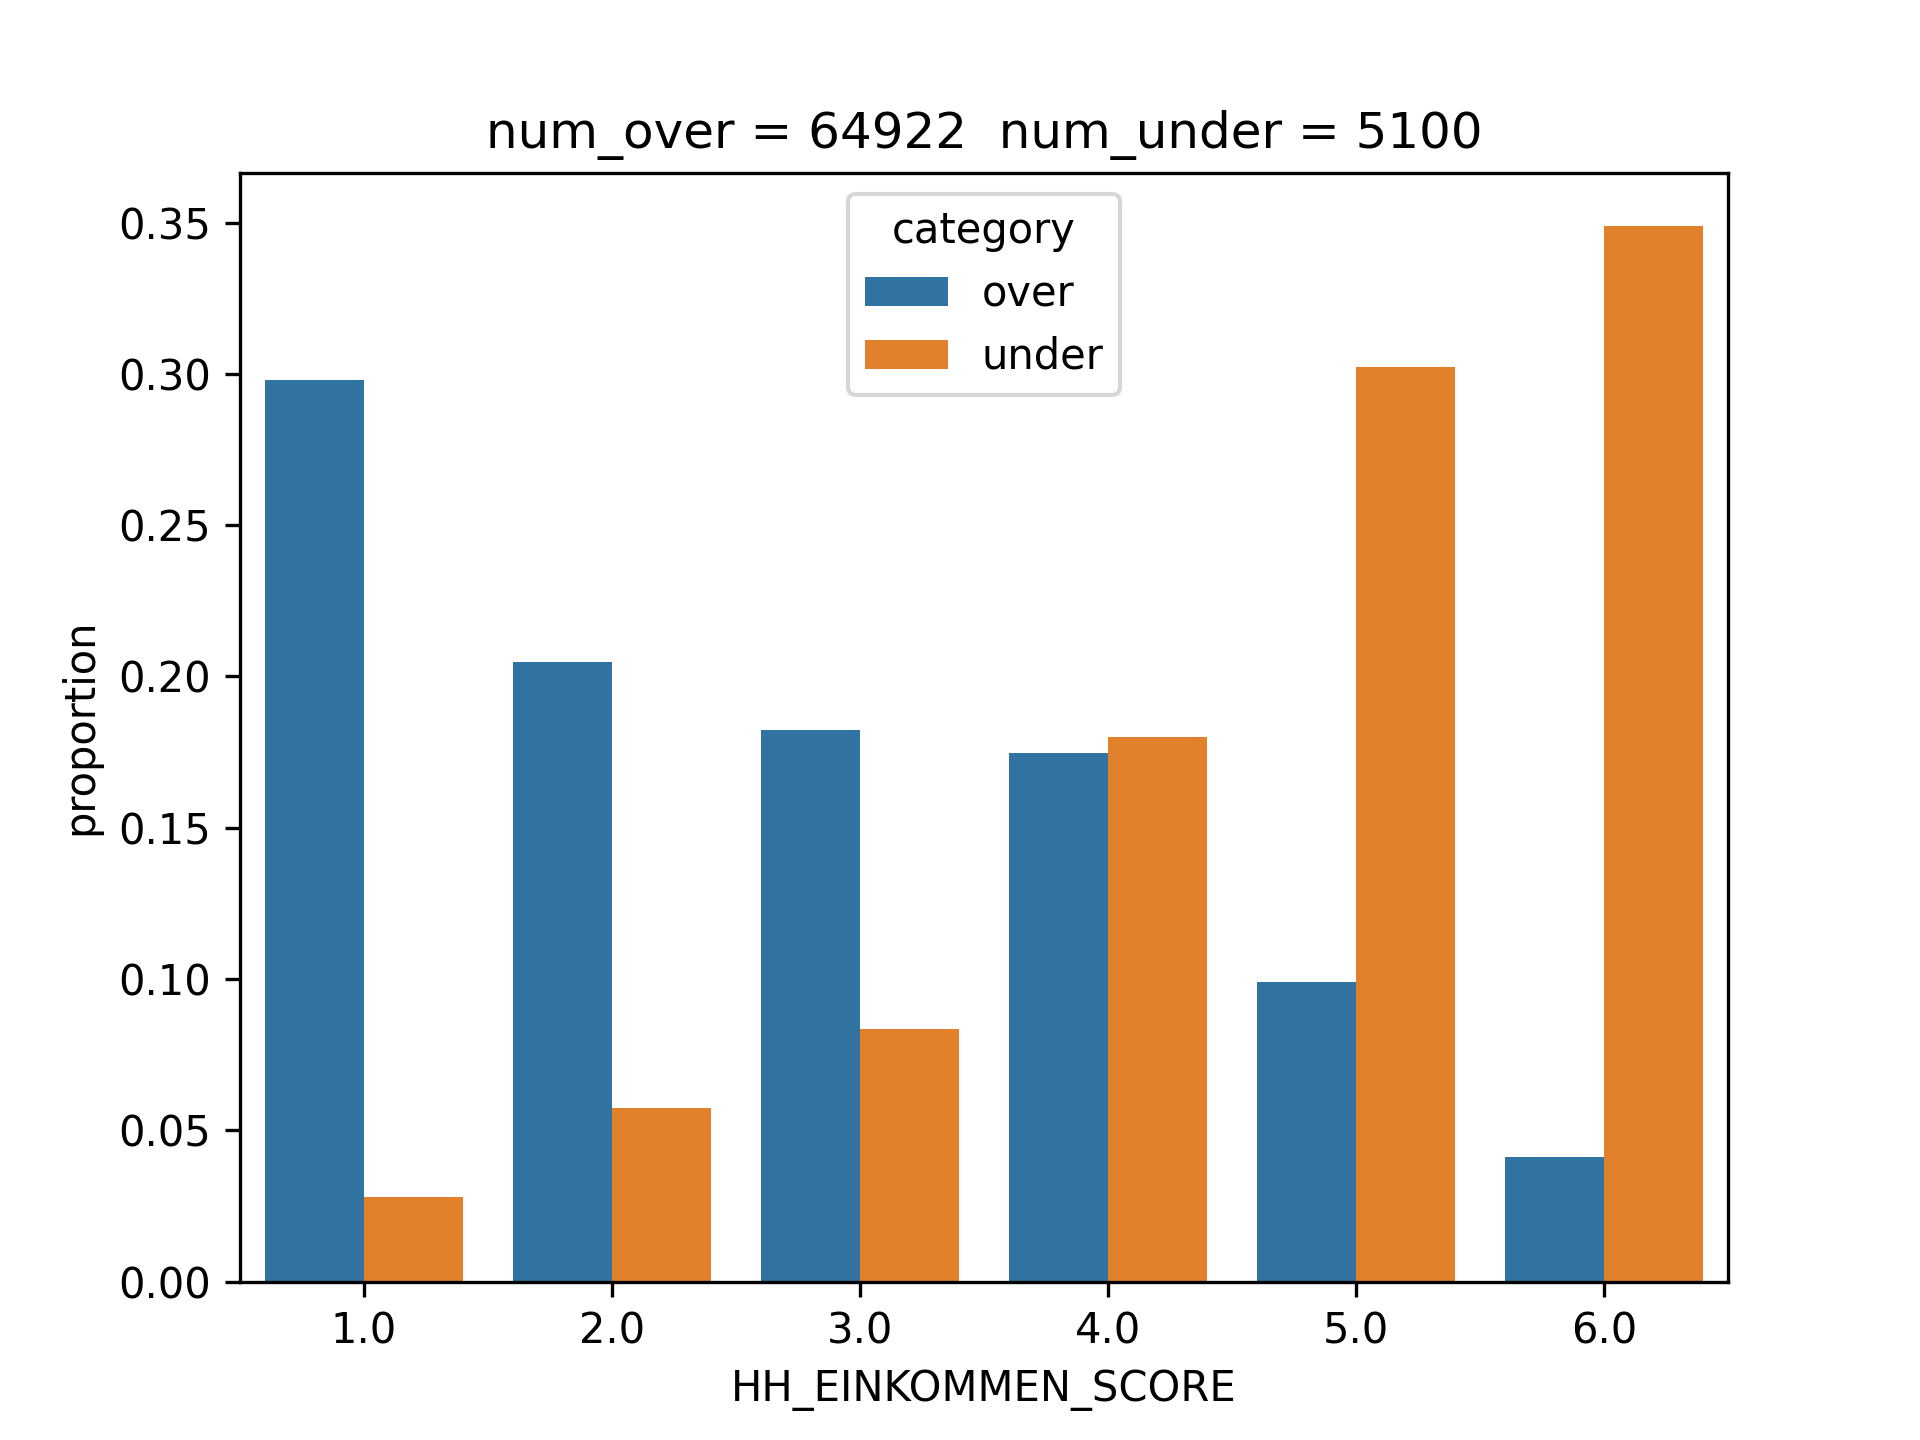 num_over = 64922  num_under = 5100
category
over
under
0.35
0.30
0.25
0.20
0.15
0.10
0.05
0.00
proportion
1.0 2.0 3.0 4.0 5.0 6.0
HH_EINKOMMEN_SCORE